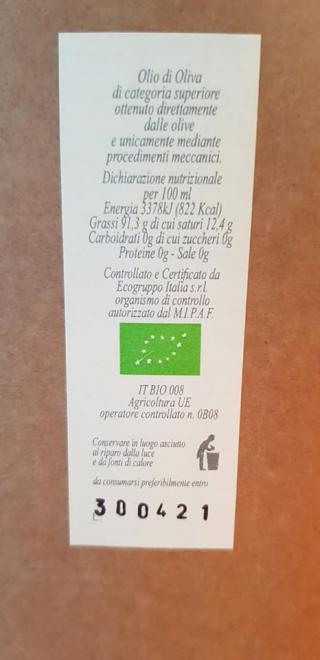 Olio di Oliva
di categoria superiore
ottenuto direttamente
dalle olive
e unicamente mediante
procedimenti meccanici.
Dichiarazione nutrizionale
per 100 ml
Energia 3378kJ (822 Kcal)
Grassi 91,3 g di cui saturi 12,4 g
Carboidrati 0g di cui zuccheri 0g
Proteine 0g - Sale 0g
Controllato e Certificato da
Ecogruppo Italia s.r.l.
organismo di controllo
autorizzato dal M.I.P.A.F.
IT BIO 008
Agricoltura UE
operatore controllato n. 0B08
Conservare in luogo asciutto
al riparo dalla luce
e da fonti di calore
da consumarsi preferibilmente entro
300421